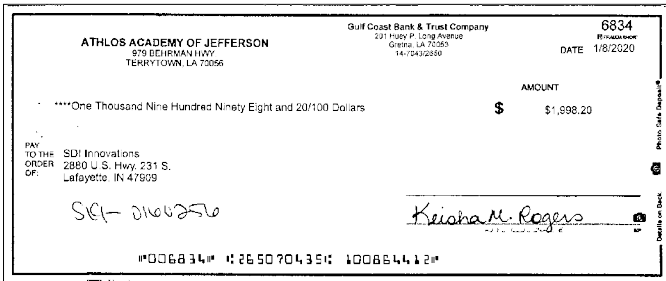 Gulf Coast Bank & Trust Company
6834
ATHLOS ACADEMY OF JEFFERSON
201 Huey P. Long Avenue
979 BEHRMAN HWY
Gretna, LA 70053
DATE 1/8/2020
TERRYTOWN, LA 70056
14-7043/2650
AMOUNT
****One Thousand Nine Hundred Ninety Eight and 20/100 Dollars
$ $1,998.20
PAY
TO THE
ORDER
OF:
SDI Innovations
2880 U.S. Hwy. 231 S.
Lafayette, IN 47909
Keisha M. Rogers
Photo Safe Deposit
Details on Back
⑈006834⑈ ⑆265070435⑆ 100864412⑈